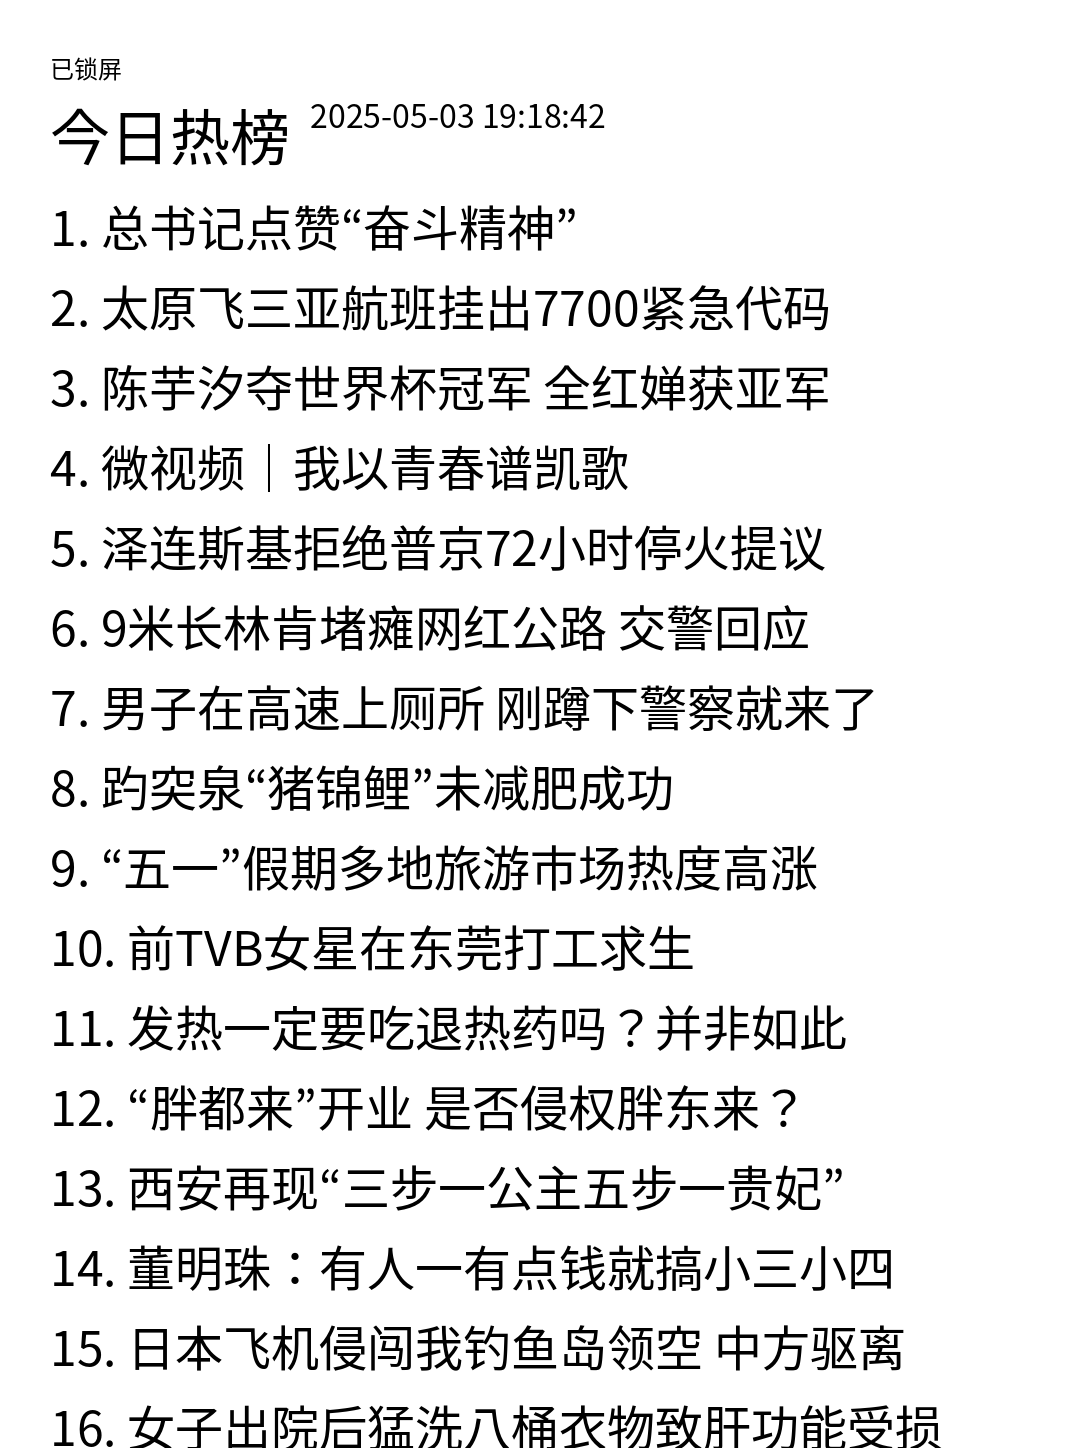 已锁屏
今日热榜 2025-05-03 19:18:42
1. 总书记点赞“奋斗精神”
2. 太原飞三亚航班挂出7700紧急代码
3. 陈芋汐夺世界杯冠军 全红婵获亚军
4. 微视频｜我以青春谱凯歌
5. 泽连斯基拒绝普京72小时停火提议
6. 9米长林肯堵瘫网红公路 交警回应
7. 男子在高速上厕所 刚蹲下警察就来了
8. 趵突泉“猪锦鲤”未减肥成功
9. “五一”假期多地旅游市场热度高涨
10. 前TVB女星在东莞打工求生
11. 发热一定要吃退热药吗？并非如此
12. “胖都来”开业 是否侵权胖东来？
13. 西安再现“三步一公主五步一贵妃”
14. 董明珠：有人一有点钱就搞小三小四
15. 日本飞机侵闯我钓鱼岛领空 中方驱离
16. 女子出院后猛洗八桶衣物致肝功能受损